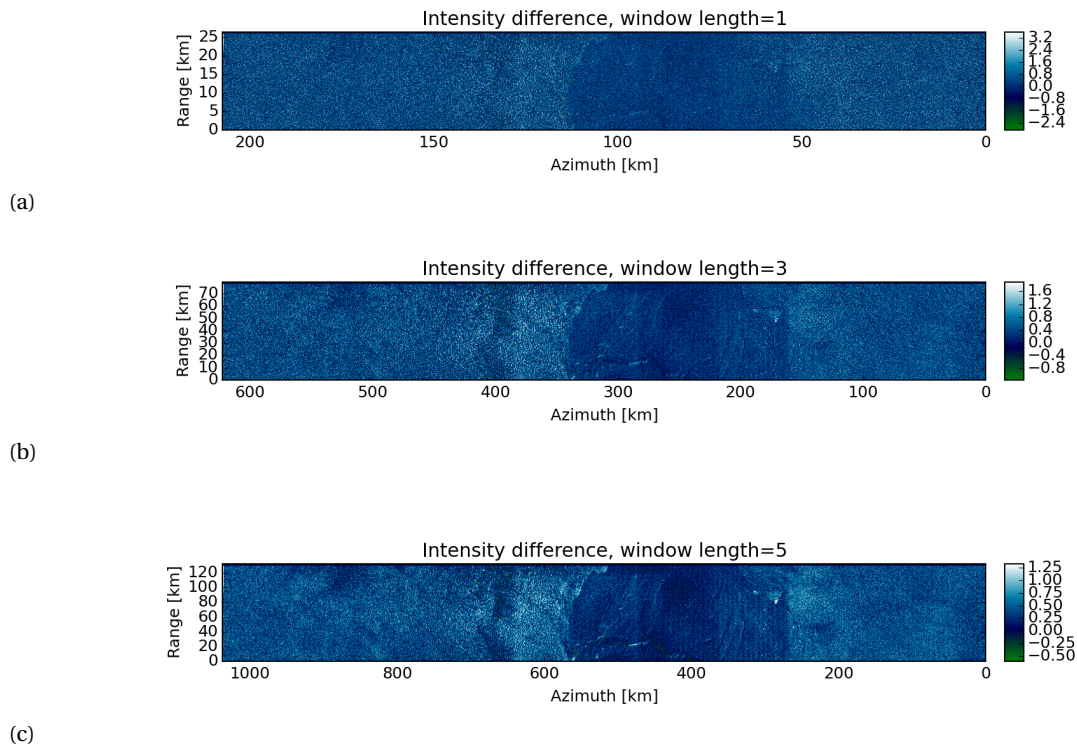 Intensity difference, window length=1
Range [km]
25
20
15
10
5
0
200 150 100 50 0
Azimuth [km]
3.2
2.4
1.6
0.8
0.0
−0.8
−1.6
−2.4
(a)
Intensity difference, window length=3
Range [km]
70
60
50
40
30
20
10
0
600 500 400 300 200 100 0
Azimuth [km]
1.6
1.2
0.8
0.4
0.0
−0.4
−0.8
(b)
Intensity difference, window length=5
Range [km]
120
100
80
60
40
20
0
1000 800 600 400 200 0
Azimuth [km]
1.25
1.00
0.75
0.50
0.25
0.00
−0.25
−0.50
(c)